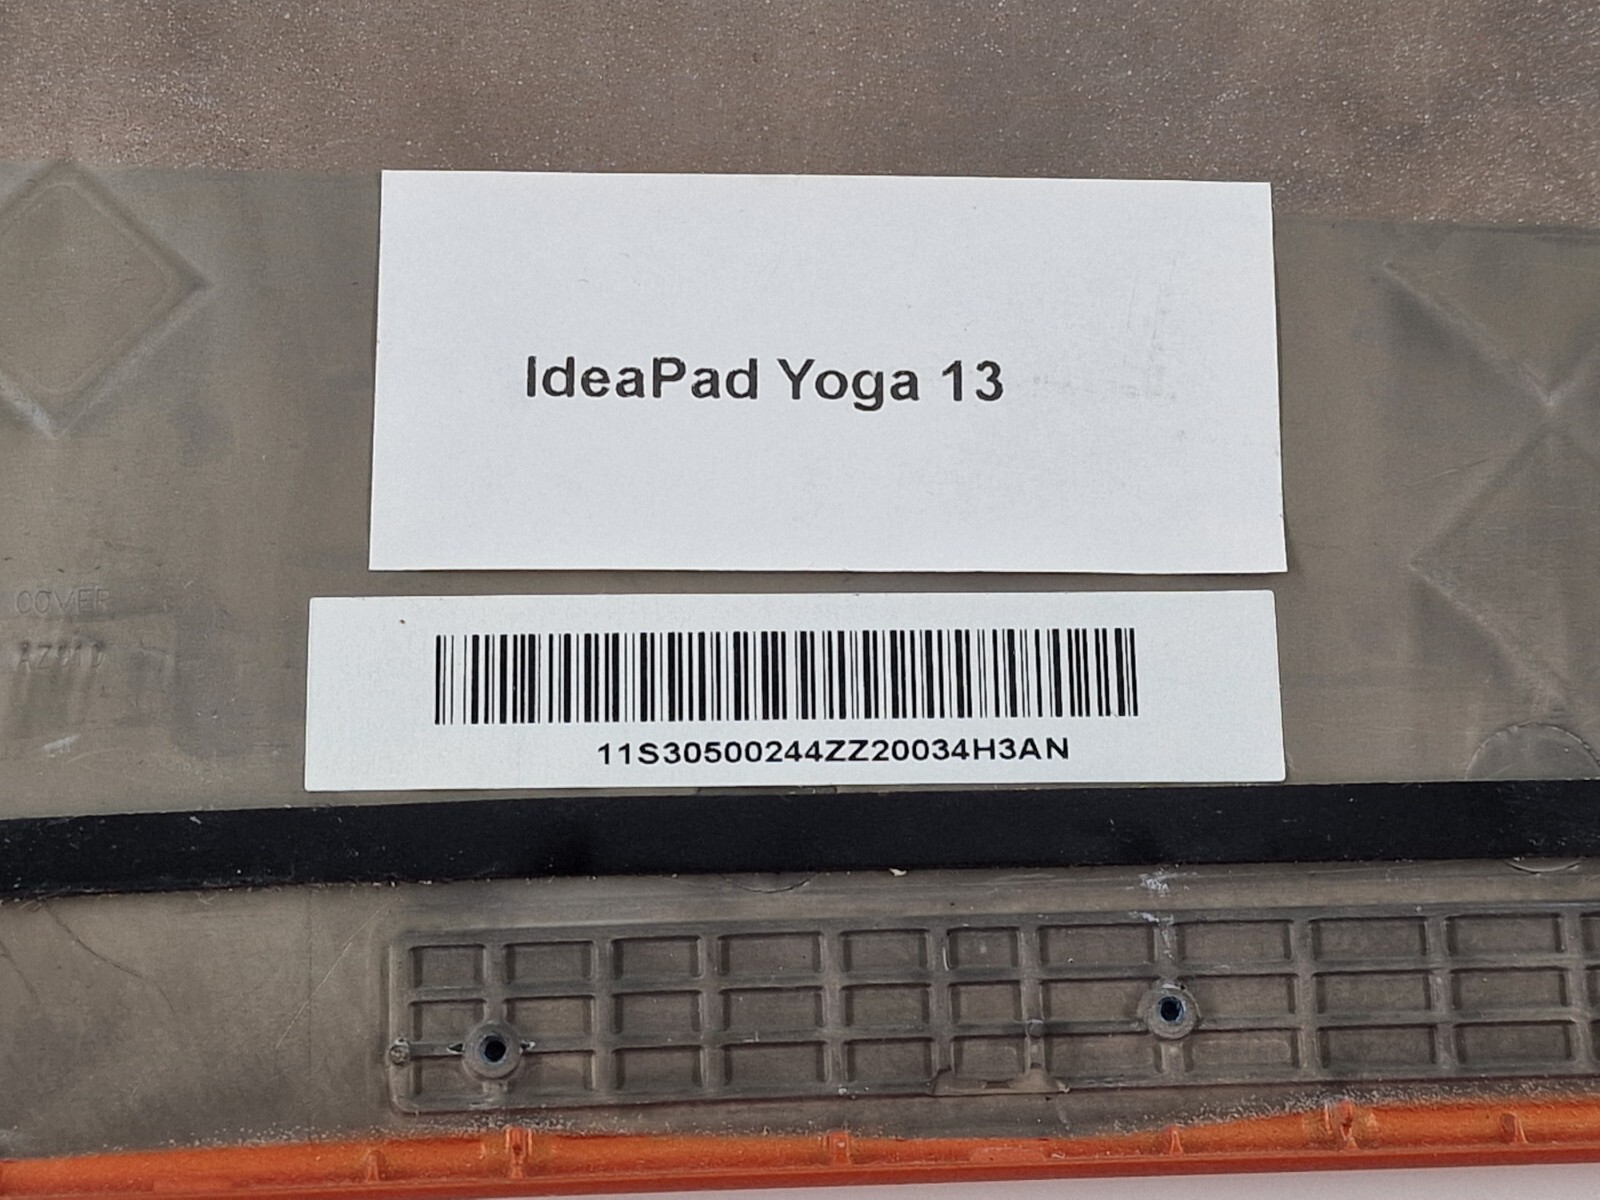 IdeaPad Yoga 13
11S30500244ZZ20034H3AN
COVER